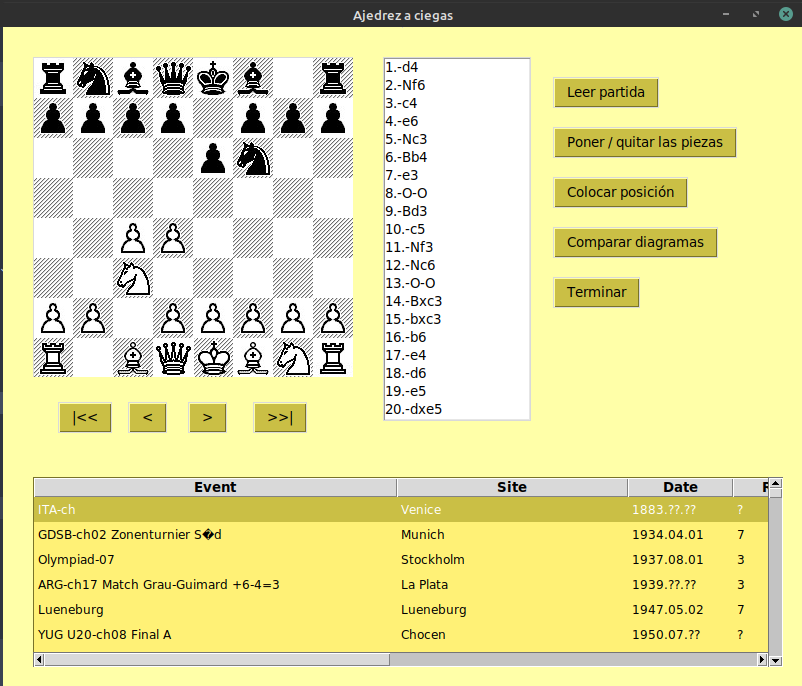 Ajedrez a ciegas
1.-d4
2.-Nf6
3.-c4
4.-e6
5.-Nc3
6.-Bb4
7.-e3
8.-O-O
9.-Bd3
10.-c5
11.-Nf3
12.-Nc6
13.-O-O
14.-Bxc3
15.-bxc3
16.-b6
17.-e4
18.-d6
19.-e5
20.-dxe5
Leer partida
Poner / quitar las piezas
Colocar posición
Comparar diagramas
Terminar
|<< < > >>|
Event Site Date
ITA-ch Venice 1883.??.?? ?
GDSB-ch02 Zonenturnier S�d Munich 1934.04.01 7
Olympiad-07 Stockholm 1937.08.01 3
ARG-ch17 Match Grau-Guimard +6-4=3 La Plata 1939.??.?? 3
Lueneburg Lueneburg 1947.05.02 7
YUG U20-ch08 Final A Chocen 1950.07.?? ?